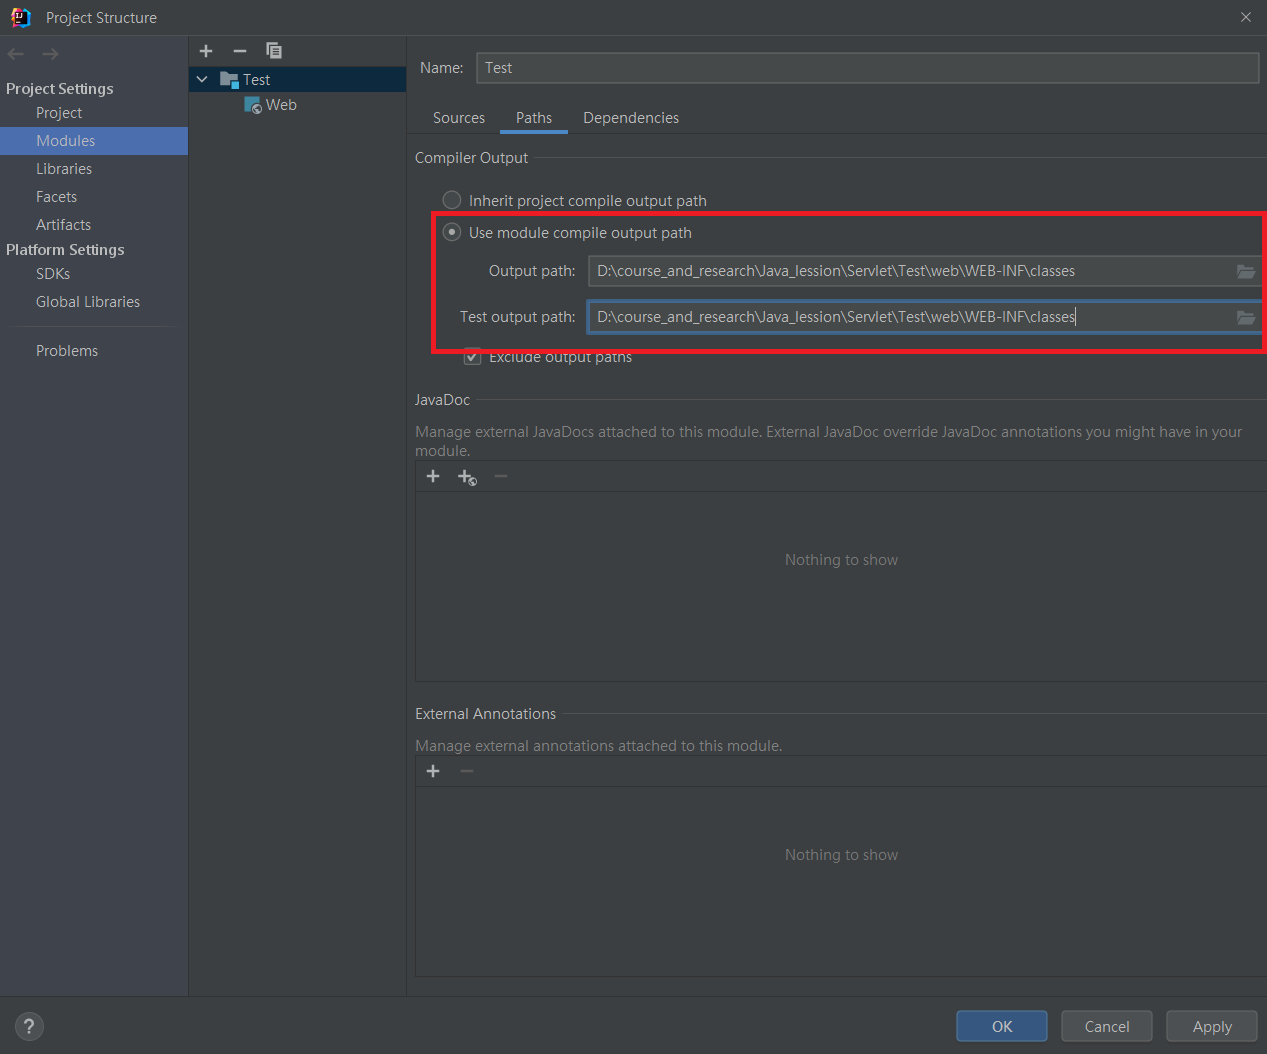 Project Structure
Project Settings
Project
Modules
Libraries
Facets
Artifacts
Platform Settings
SDKs
Global Libraries
Problems
Test
Web
Name: Test
Sources Paths Dependencies
Compiler Output
Inherit project compile output path
Use module compile output path
Output path: D:\course_and_research\Java_lession\Servlet\Test\web\WEB-INF\classes
Test output path: D:\course_and_research\Java_lession\Servlet\Test\web\WEB-INF\classes
Exclude output paths
JavaDoc
Manage external JavaDocs attached to this module. External JavaDoc override JavaDoc annotations you might have in your
module.
Nothing to show
External Annotations
Manage external annotations attached to this module.
Nothing to show
?
OK Cancel Apply